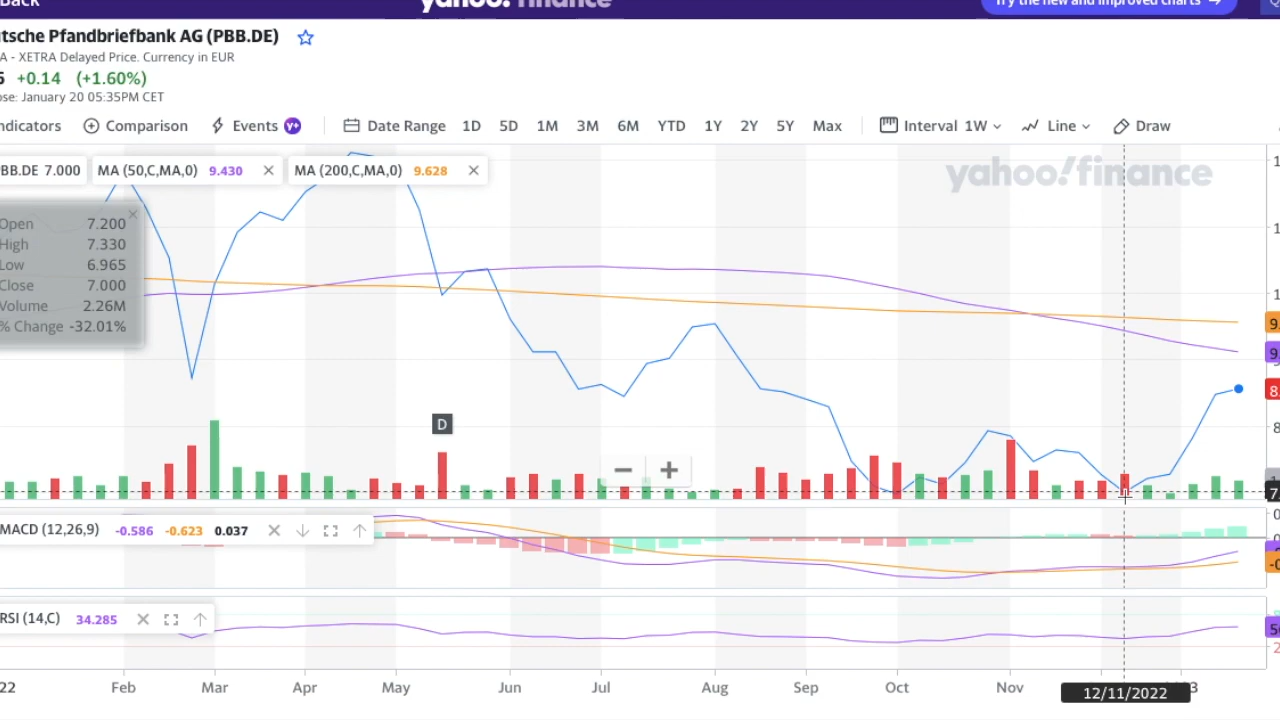 Back
yahoo! finance
Try the new and improved charts →
utsche Pfandbriefbank AG (PBB.DE)
A - XETRA Delayed Price. Currency in EUR
5 +0.14 (+1.60%)
ose: January 20 05:35PM CET
ndicators
Comparison
Events
Y+
Date Range
1D 5D 1M 3M 6M YTD 1Y 2Y 5Y Max
Interval 1W
Line
Draw
PBB.DE 7.000
MA (50,C,MA,0) 9.430
MA (200,C,MA,0) 9.628
yahoo!finance
Open 7.200
High 7.330
Low 6.965
Close 7.000
Volume 2.26M
% Change -32.01%
D
MACD (12,26,9) -0.586 -0.623 0.037
RSI (14,C) 34.285
22 Feb Mar Apr May Jun Jul Aug Sep Oct Nov
12/11/2022